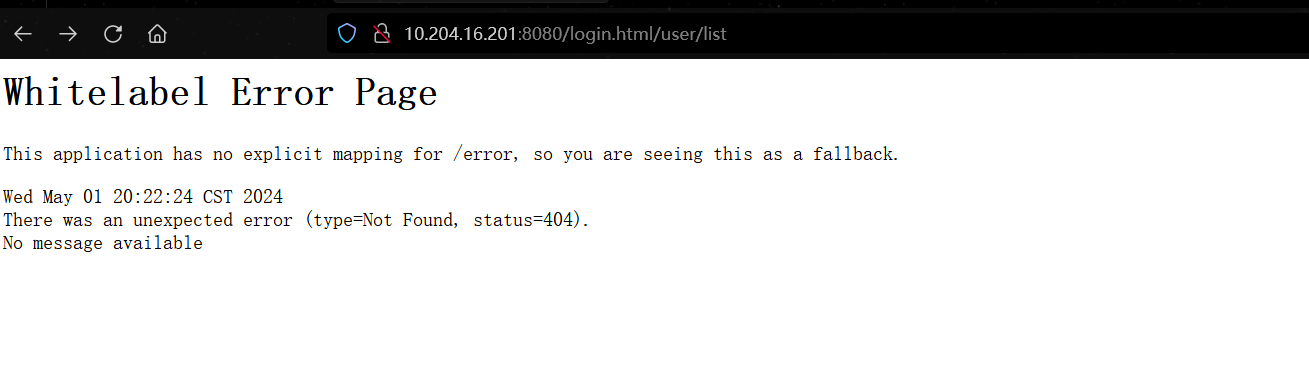 10.204.16.201:8080/login.html/user/list
Whitelabel Error Page
This application has no explicit mapping for /error, so you are seeing this as a fallback.
Wed May 01 20:22:24 CST 2024
There was an unexpected error (type=Not Found, status=404).
No message available